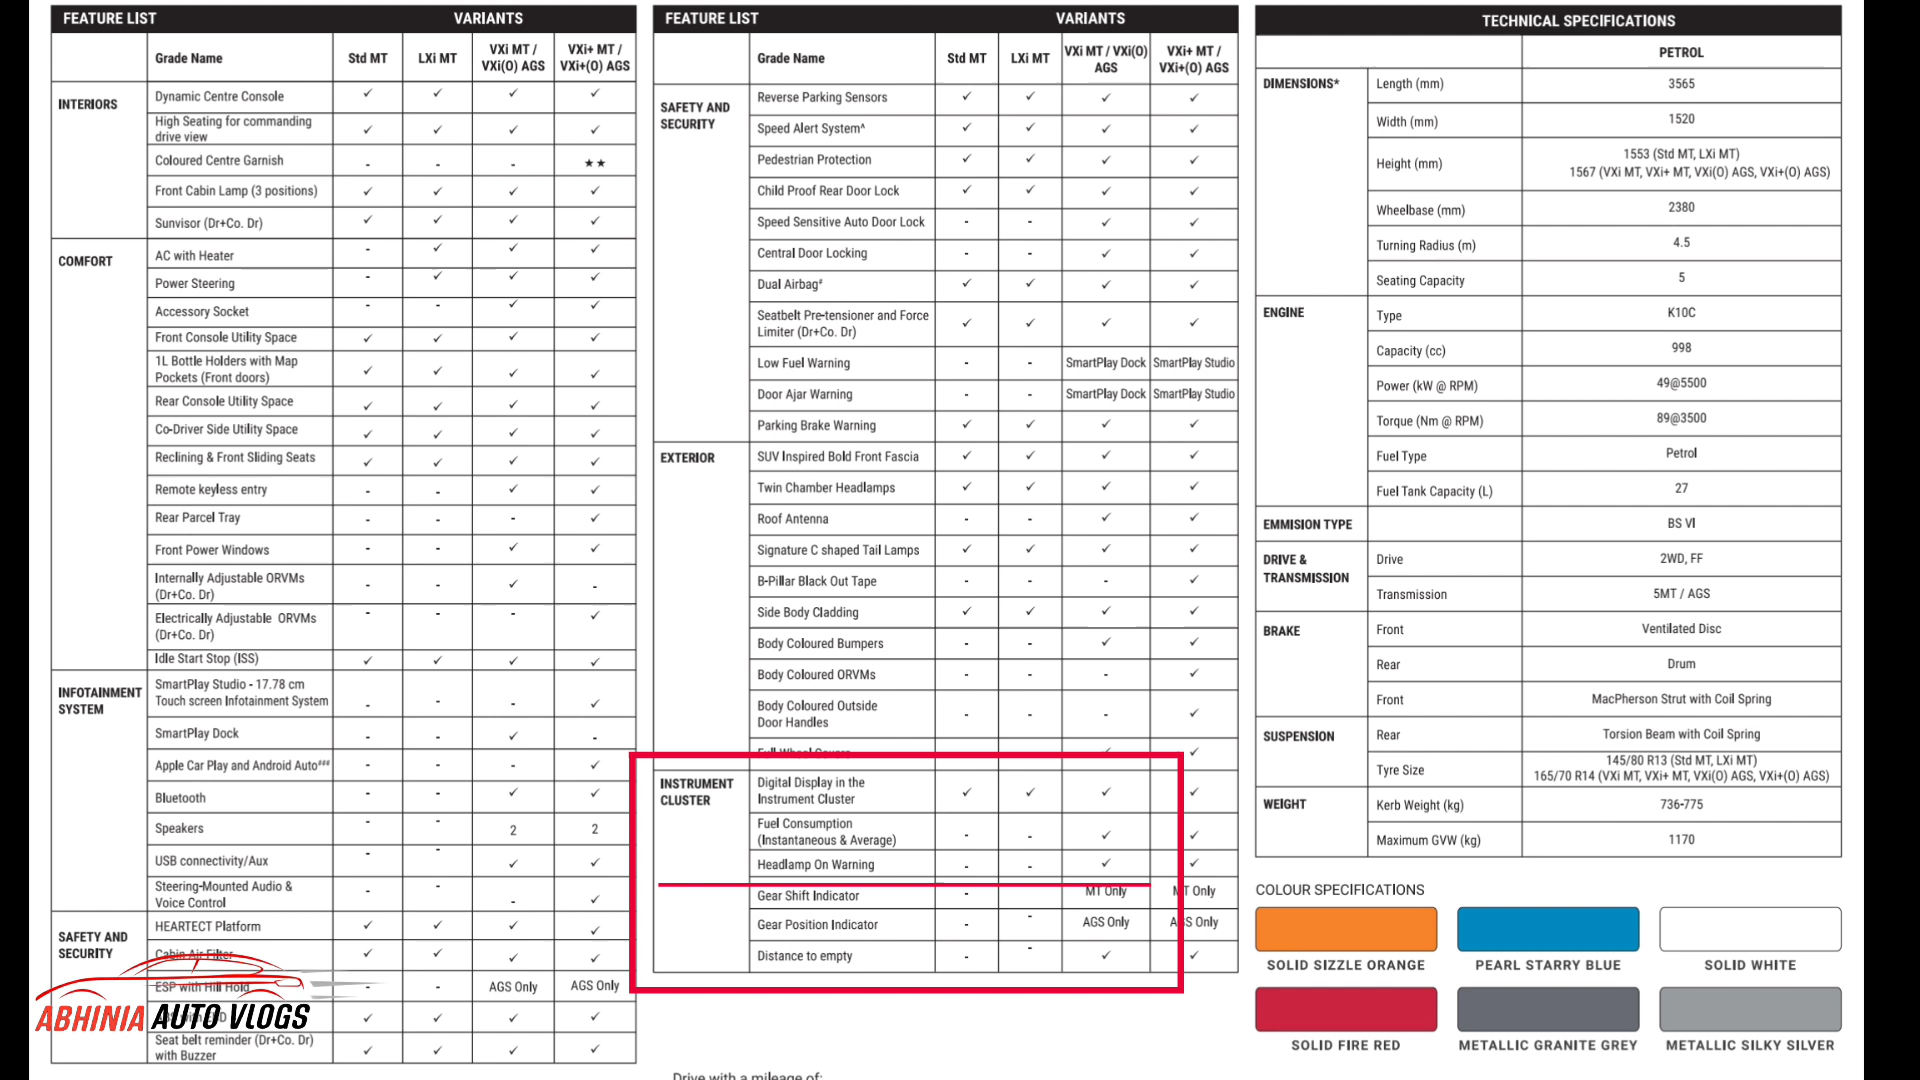 FEATURE LIST VARIANTS
Grade Name Std MT LXi MT VXi MT / VXi(O) AGS VXi+ MT / VXi+(O) AGS
INTERIORS Dynamic Centre Console ✓ ✓ ✓ ✓
High Seating for commanding drive view ✓ ✓ ✓ ✓
Coloured Centre Garnish - - - ★★
Front Cabin Lamp (3 positions) ✓ ✓ ✓ ✓
Sunvisor (Dr+Co. Dr) ✓ ✓ ✓ ✓
COMFORT AC with Heater - ✓ ✓ ✓
Power Steering - ✓ ✓ ✓
Accessory Socket - - ✓ ✓
Front Console Utility Space ✓ ✓ ✓ ✓
1L Bottle Holders with Map Pockets (Front doors) ✓ ✓ ✓ ✓
Rear Console Utility Space ✓ ✓ ✓ ✓
Co-Driver Side Utility Space ✓ ✓ ✓ ✓
Reclining & Front Sliding Seats ✓ ✓ ✓ ✓
Remote keyless entry - - ✓ ✓
Rear Parcel Tray - - - ✓
Front Power Windows - - ✓ ✓
Internally Adjustable ORVMs (Dr+Co. Dr) - - ✓ -
Electrically Adjustable ORVMs (Dr+Co. Dr) - - - ✓
Idle Start Stop (ISS) ✓ ✓ ✓ ✓
INFOTAINMENT SYSTEM SmartPlay Studio - 17.78 cm Touch screen Infotainment System - - - ✓
SmartPlay Dock - - ✓ -
Apple Car Play and Android Auto### - - - ✓
Bluetooth - - ✓ ✓
Speakers - - 2 2
USB connectivity/Aux - - ✓ ✓
Steering-Mounted Audio & Voice Control - - - ✓
SAFETY AND SECURITY HEARTECT Platform ✓ ✓ ✓ ✓
Cabin Air Filter ✓ ✓ ✓ ✓
ESP with Hill Hold - - AGS Only AGS Only
✓ ✓ ✓ ✓
Seat belt reminder (Dr+Co. Dr) with Buzzer ✓ ✓ ✓ ✓
ABHINIA AUTO VLOGS
FEATURE LIST VARIANTS
Grade Name Std MT LXi MT VXi MT / VXi(O) AGS VXi+ MT / VXi+(O) AGS
SAFETY AND SECURITY Reverse Parking Sensors ✓ ✓ ✓ ✓
Speed Alert System^ ✓ ✓ ✓ ✓
Pedestrian Protection ✓ ✓ ✓ ✓
Child Proof Rear Door Lock ✓ ✓ ✓ ✓
Speed Sensitive Auto Door Lock - - ✓ ✓
Central Door Locking - - ✓ ✓
Dual Airbag# ✓ ✓ ✓ ✓
Seatbelt Pre-tensioner and Force Limiter (Dr+Co. Dr) ✓ ✓ ✓ ✓
Low Fuel Warning - - SmartPlay Dock SmartPlay Studio
Door Ajar Warning - - SmartPlay Dock SmartPlay Studio
Parking Brake Warning ✓ ✓ ✓ ✓
EXTERIOR SUV Inspired Bold Front Fascia ✓ ✓ ✓ ✓
Twin Chamber Headlamps ✓ ✓ ✓ ✓
Roof Antenna - - ✓ ✓
Signature C shaped Tail Lamps ✓ ✓ ✓ ✓
B-Pillar Black Out Tape - - - ✓
Side Body Cladding ✓ ✓ ✓ ✓
Body Coloured Bumpers - - ✓ ✓
Body Coloured ORVMs - - - ✓
Body Coloured Outside Door Handles - - - ✓
Full Wheel Covers ✓ ✓
INSTRUMENT CLUSTER Digital Display in the Instrument Cluster ✓ ✓ ✓ ✓
Fuel Consumption (Instantaneous & Average) - - ✓ ✓
Headlamp On Warning - - ✓ ✓
Gear Shift Indicator - MT Only MT Only
Gear Position Indicator - - AGS Only AGS Only
Distance to empty - - ✓ ✓
Drive with a mileage of:
TECHNICAL SPECIFICATIONS
PETROL
DIMENSIONS* Length (mm) 3565
Width (mm) 1520
Height (mm) 1553 (Std MT, LXi MT)
1567 (VXi MT, VXi+ MT, VXi(O) AGS, VXi+(O) AGS)
Wheelbase (mm) 2380
Turning Radius (m) 4.5
Seating Capacity 5
ENGINE Type K10C
Capacity (cc) 998
Power (kW @ RPM) 49@5500
Torque (Nm @ RPM) 89@3500
Fuel Type Petrol
Fuel Tank Capacity (L) 27
EMMISION TYPE BS VI
DRIVE & TRANSMISSION Drive 2WD, FF
Transmission 5MT / AGS
BRAKE Front Ventilated Disc
Rear Drum
Front MacPherson Strut with Coil Spring
SUSPENSION Rear Torsion Beam with Coil Spring
Tyre Size 145/80 R13 (Std MT, LXi MT)
165/70 R14 (VXi MT, VXi+ MT, VXi(O) AGS, VXi+(O) AGS)
WEIGHT Kerb Weight (kg) 736-775
Maximum GVW (kg) 1170
COLOUR SPECIFICATIONS
SOLID SIZZLE ORANGE PEARL STARRY BLUE SOLID WHITE
SOLID FIRE RED METALLIC GRANITE GREY METALLIC SILKY SILVER